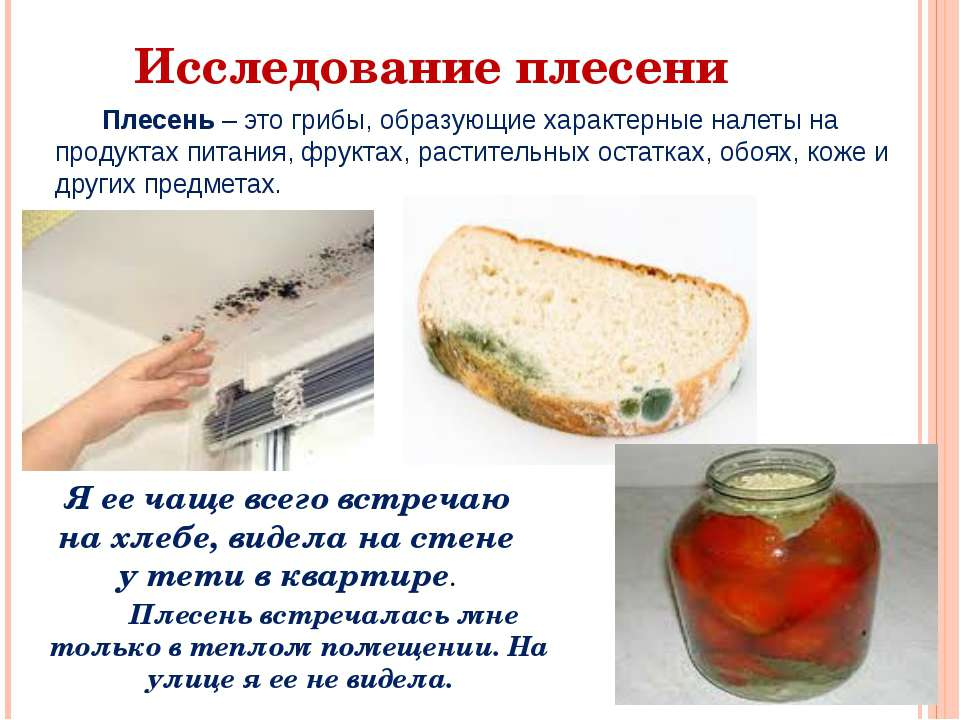 Исследование плесени
Плесень – это грибы, образующие характерные налеты на
продуктах питания, фруктах, растительных остатках, обоях, коже и
других предметах.
Я ее чаще всего встречаю
на хлебе, видела на стене
у тети в квартире.
Плесень встречалась мне
только в теплом помещении. На
улице я ее не видела.